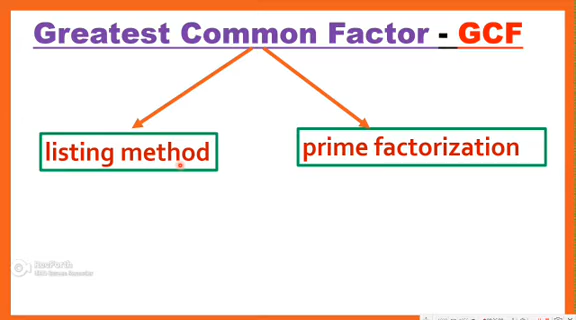 Greatest Common Factor - GCF
listing method
prime factorization